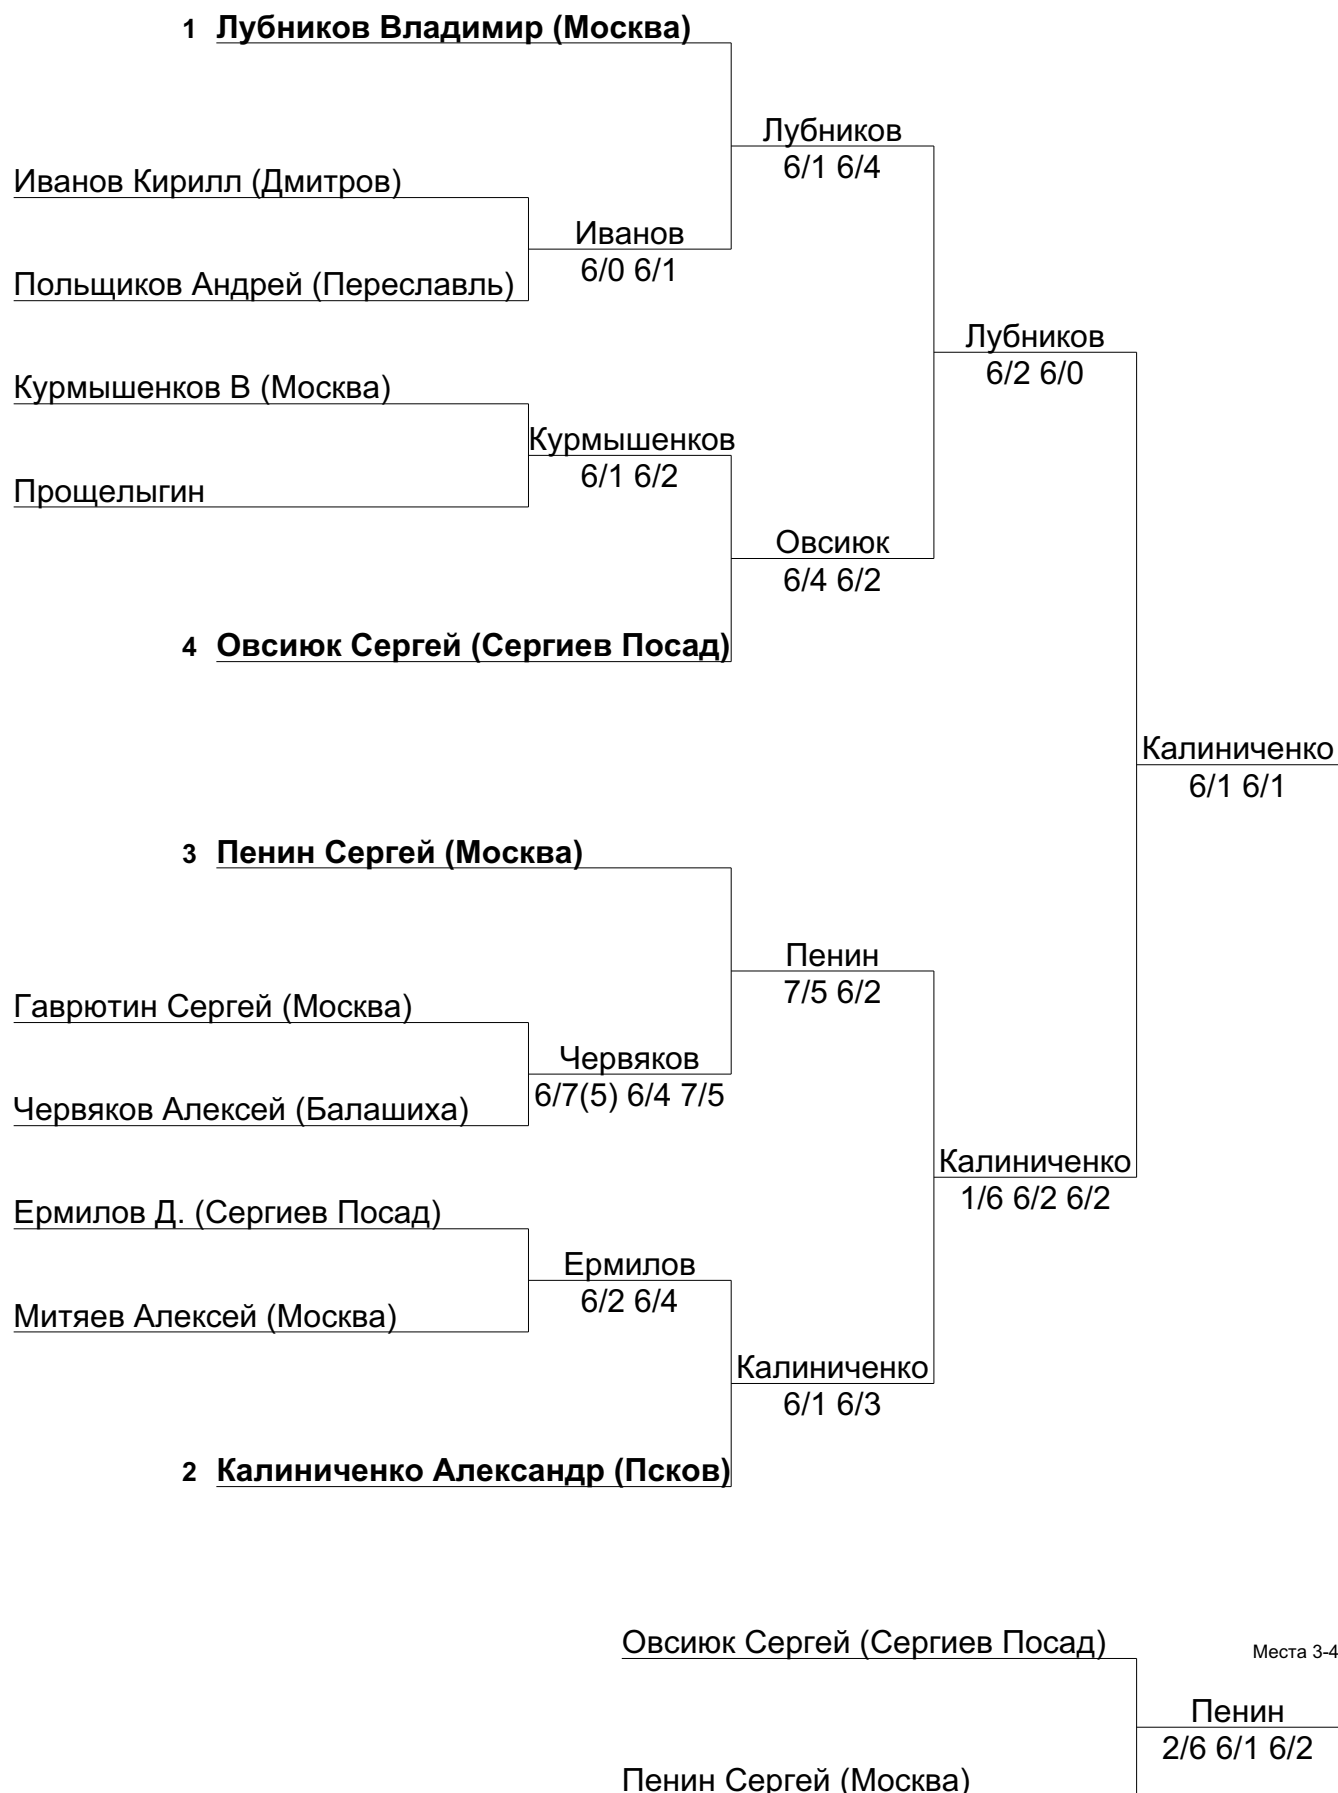 1 Лубников Владимир (Москва)
Лубников
6/1 6/4
Иванов Кирилл (Дмитров)
Иванов
6/0 6/1
Польщиков Андрей (Переславль)
Лубников
6/2 6/0
Курмышенков В (Москва)
Курмышенков
6/1 6/2
Прощелыгин
Овсиюк
6/4 6/2
4 Овсиюк Сергей (Сергиев Посад)
Калиниченко
6/1 6/1
3 Пенин Сергей (Москва)
Пенин
7/5 6/2
Гаврютин Сергей (Москва)
Червяков
6/7(5) 6/4 7/5
Червяков Алексей (Балашиха)
Калиниченко
1/6 6/2 6/2
Ермилов Д. (Сергиев Посад)
Ермилов
6/2 6/4
Митяев Алексей (Москва)
Калиниченко
6/1 6/3
2 Калиниченко Александр (Псков)
Овсиюк Сергей (Сергиев Посад)
Места 3-4
Пенин
2/6 6/1 6/2
Пенин Сергей (Москва)